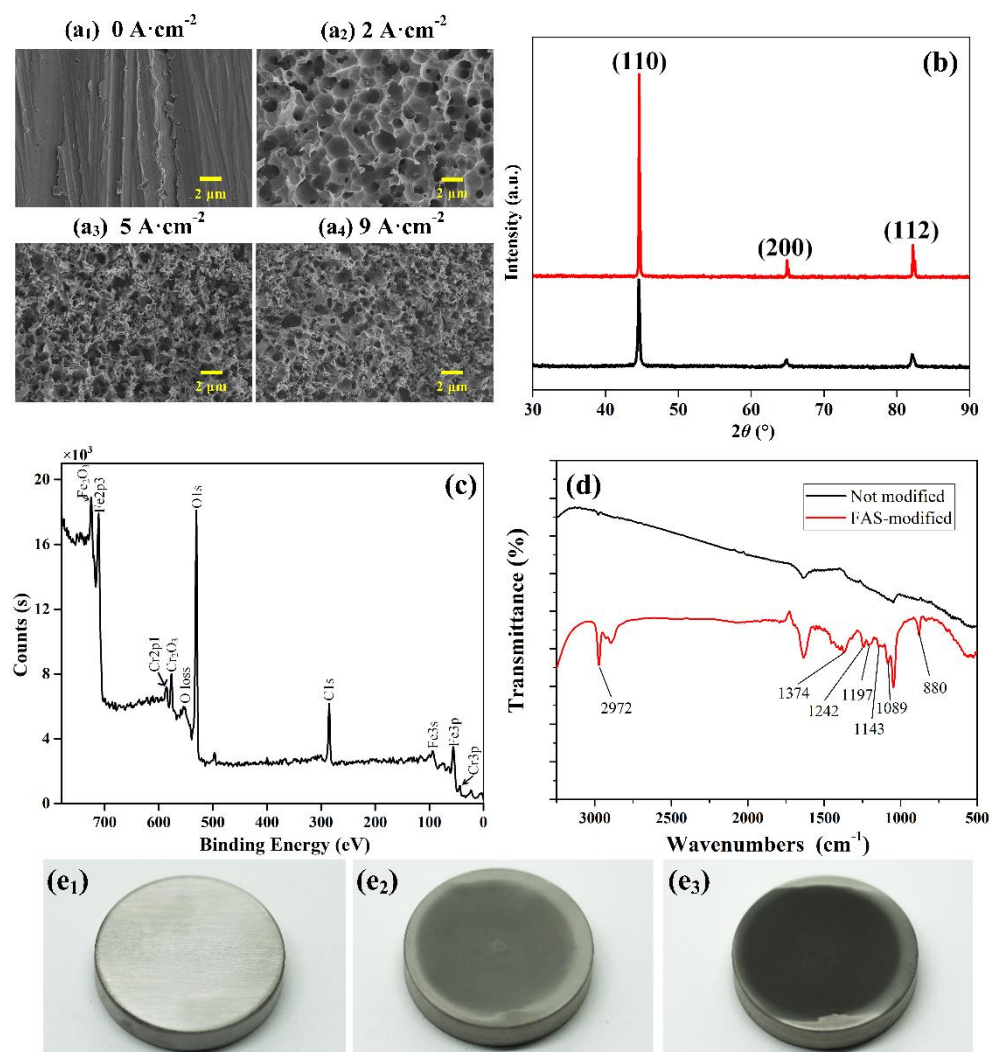 (a₁) 0 A·cm⁻²
(a₂) 2 A·cm⁻²
2 μm
2 μm
(a₃) 5 A·cm⁻²
(a₄) 9 A·cm⁻²
2 μm
2 μm
(b)
(110)
(200)
(112)
Intensity (a.u.)
30 40 50 60 70 80 90
2θ (°)
(c)
×10³
20
16
12
8
4
0
Counts (s)
Fe₂O₃
Fe2p3
Cr2p1
Cr₂O₃
O loss
O1s
C1s
Fe3s
Fe3p
Cr3p
700 600 500 400 300 200 100 0
Binding Energy (eV)
(d)
Not modified
FAS-modified
Transmittance (%)
2972
1374
1242
1197
1143
1089
880
3000 2500 2000 1500 1000 500
Wavenumbers (cm⁻¹)
(e₁)
(e₂)
(e₃)